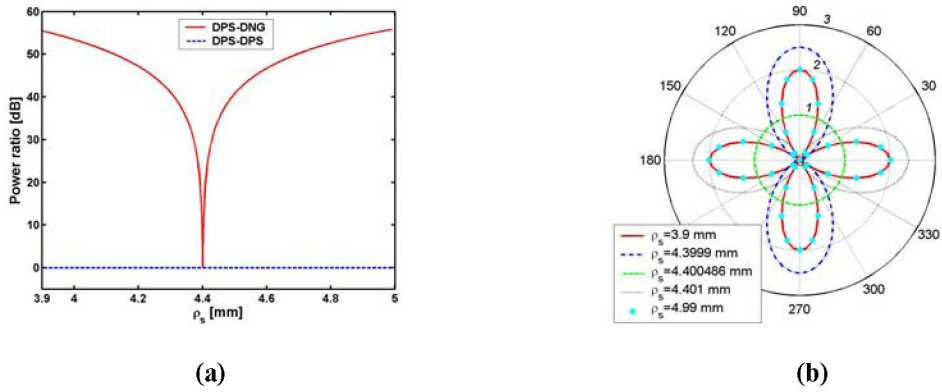 60
50
40
30
20
10
0
Power ratio [dB]
DPS-DNG
DPS-DPS
3.9 4 4.2 4.4 4.6 4.8 5
ρs [mm]
(a)
90
120 60
150 30
180
330
300
270
3
2
1
ρs=3.9 mm
ρs=4.3999 mm
ρs=4.400486 mm
ρs=4.401 mm
ρs=4.99 mm
(b)